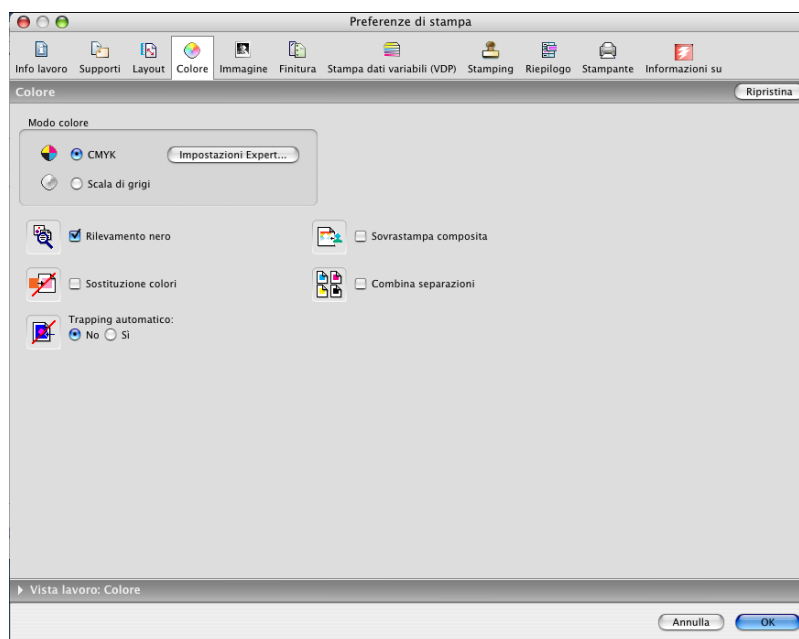 Preferenze di stampa
Info lavoro Supporti Layout Colore Immagine Finitura Stampa dati variabili (VDP) Stamping Riepilogo Stampante Informazioni su
Colore Ripristina
Modo colore
CMYK Impostazioni Expert...
Scala di grigi
Rilevamento nero Sovrastampa composita
Sostituzione colori Combina separazioni
Trapping automatico:
No Sì
Vista lavoro: Colore
Annulla OK